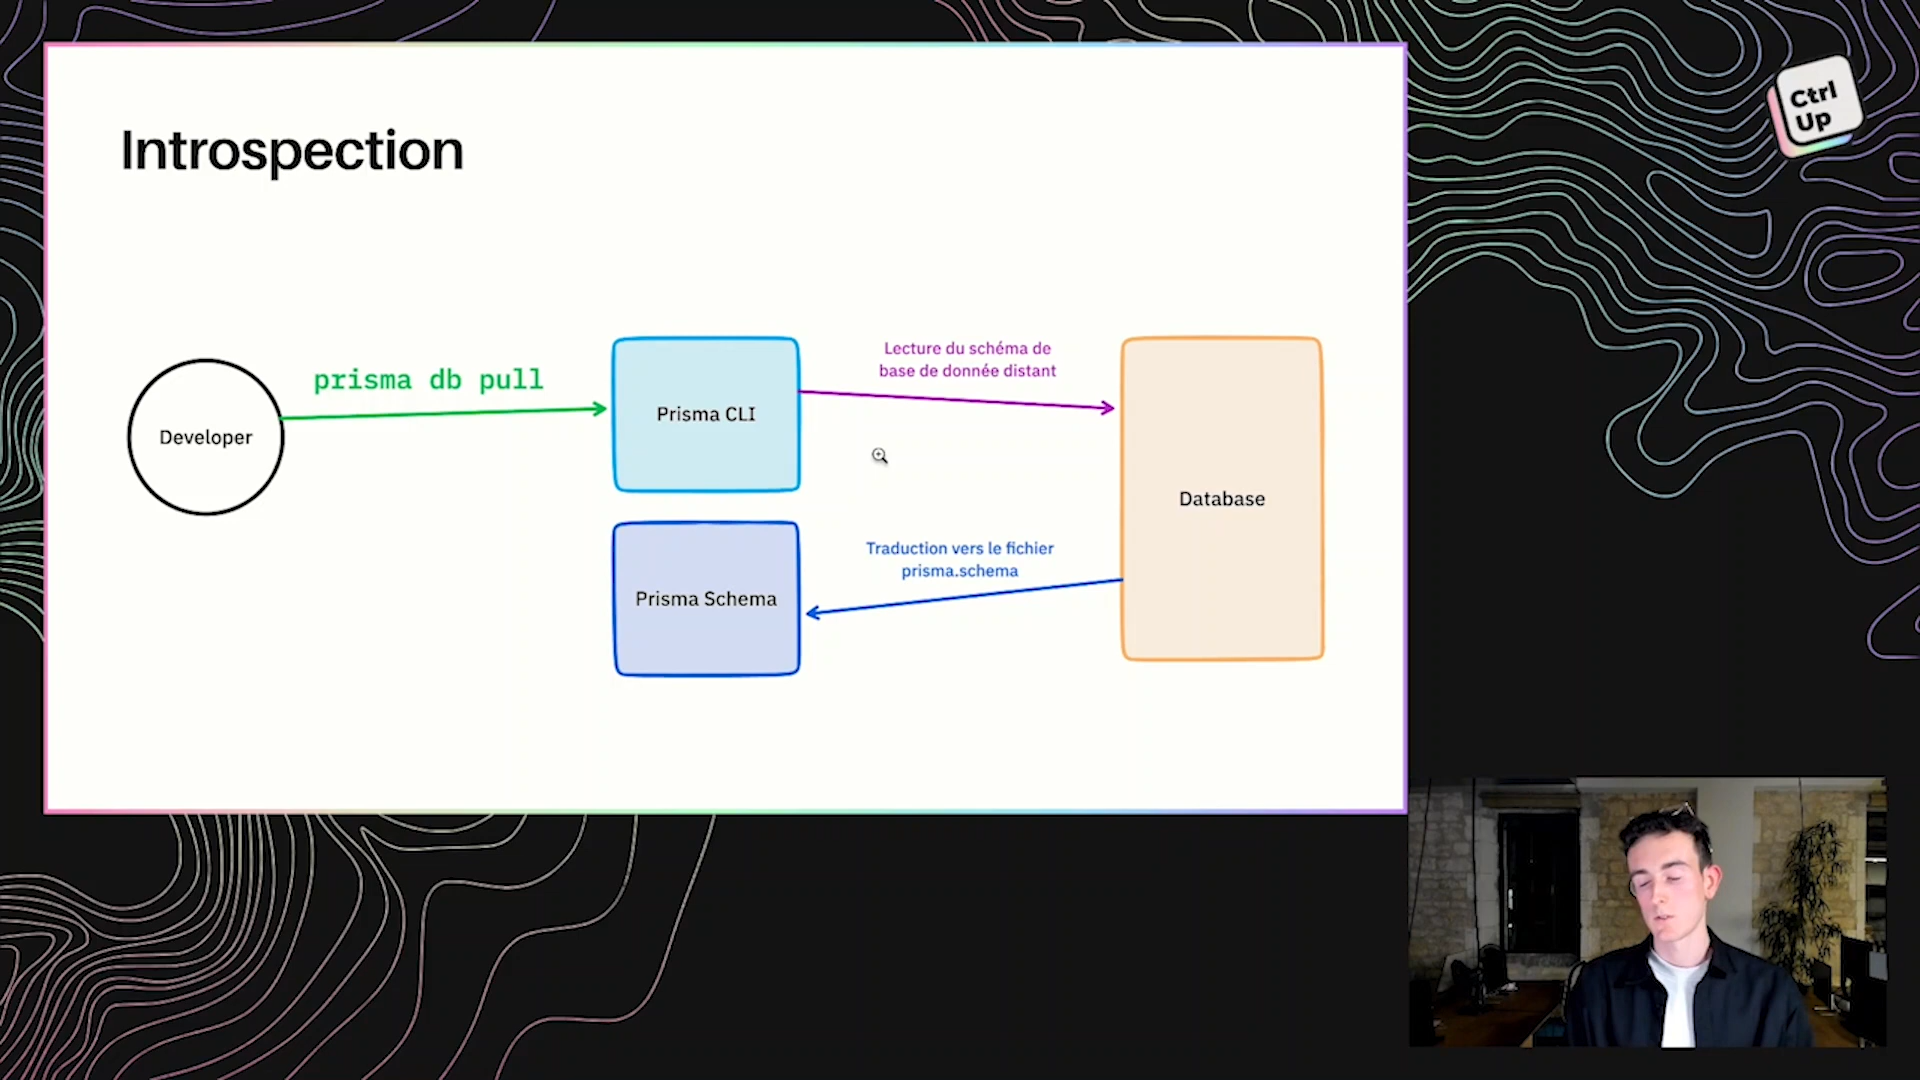 Introspection
Ctrl
Up
Developer
prisma db pull
Prisma CLI
Lecture du schéma de
base de donnée distant
Database
Prisma Schema
Traduction vers le fichier
prisma.schema